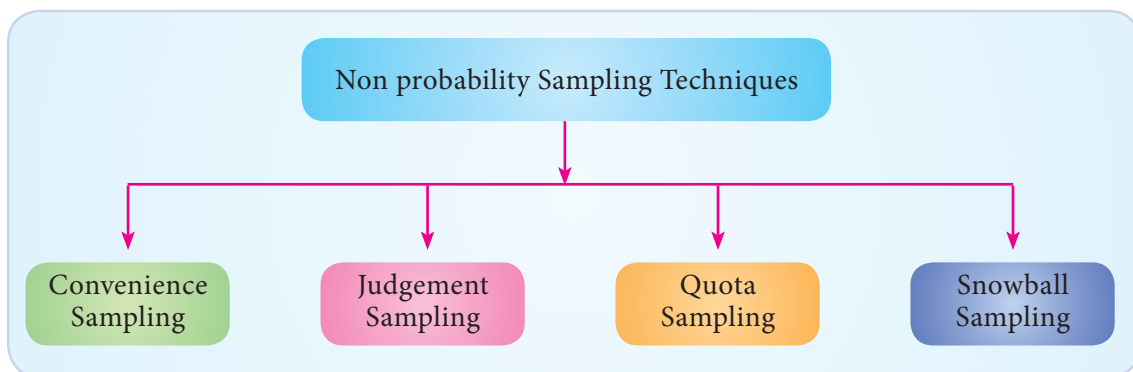 Non probability Sampling Techniques
Convenience
Sampling
Judgement
Sampling
Quota
Sampling
Snowball
Sampling